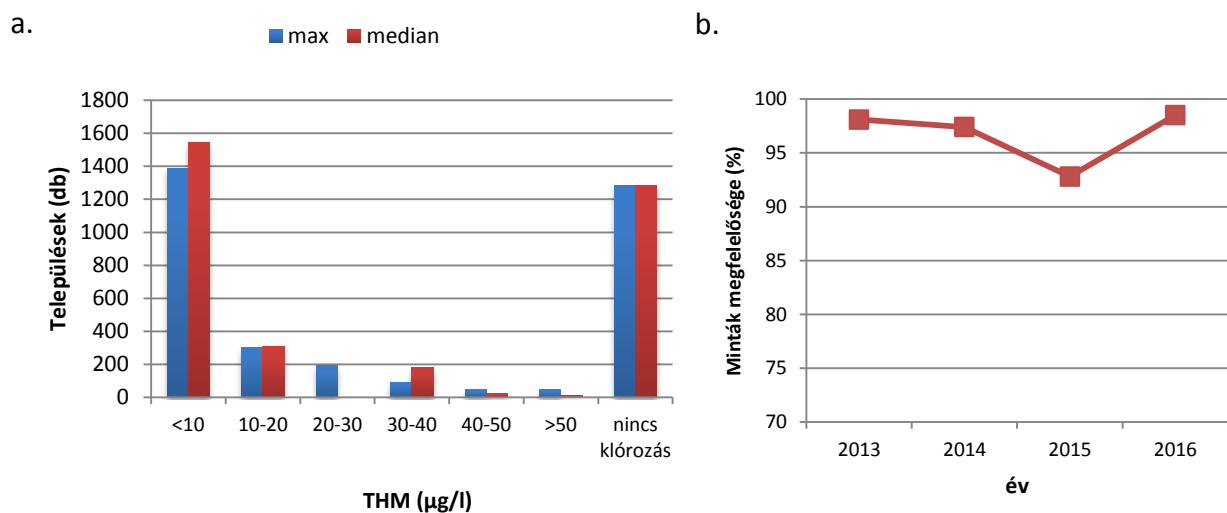 a.
max median
Települések (db)
1800
1600
1400
1200
1000
800
600
400
200
0
<10 10-20 20-30 30-40 40-50 >50 nincs
klórozás
THM (µg/l)
b.
Minták megfelelősége (%)
100
95
90
85
80
75
70
2013 2014 2015 2016
év